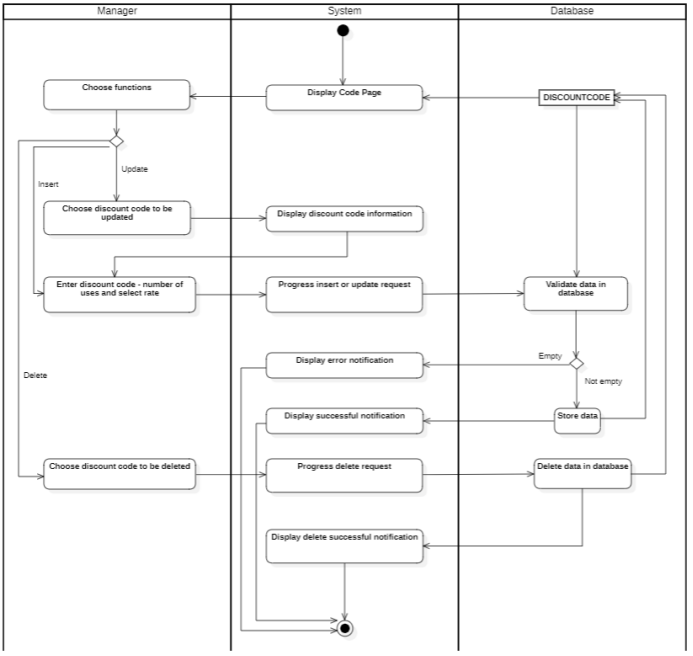 Manager
System
Database
Choose functions
Display Code Page
DISCOUNTCODE
Update
Insert
Choose discount code to be
updated
Display discount code information
Enter discount code - number of
uses and select rate
Progress insert or update request
Validate data in
database
Display error notification
Empty
Not empty
Delete
Display successful notification
Store data
Choose discount code to be deleted
Progress delete request
Delete data in database
Display delete successful notification